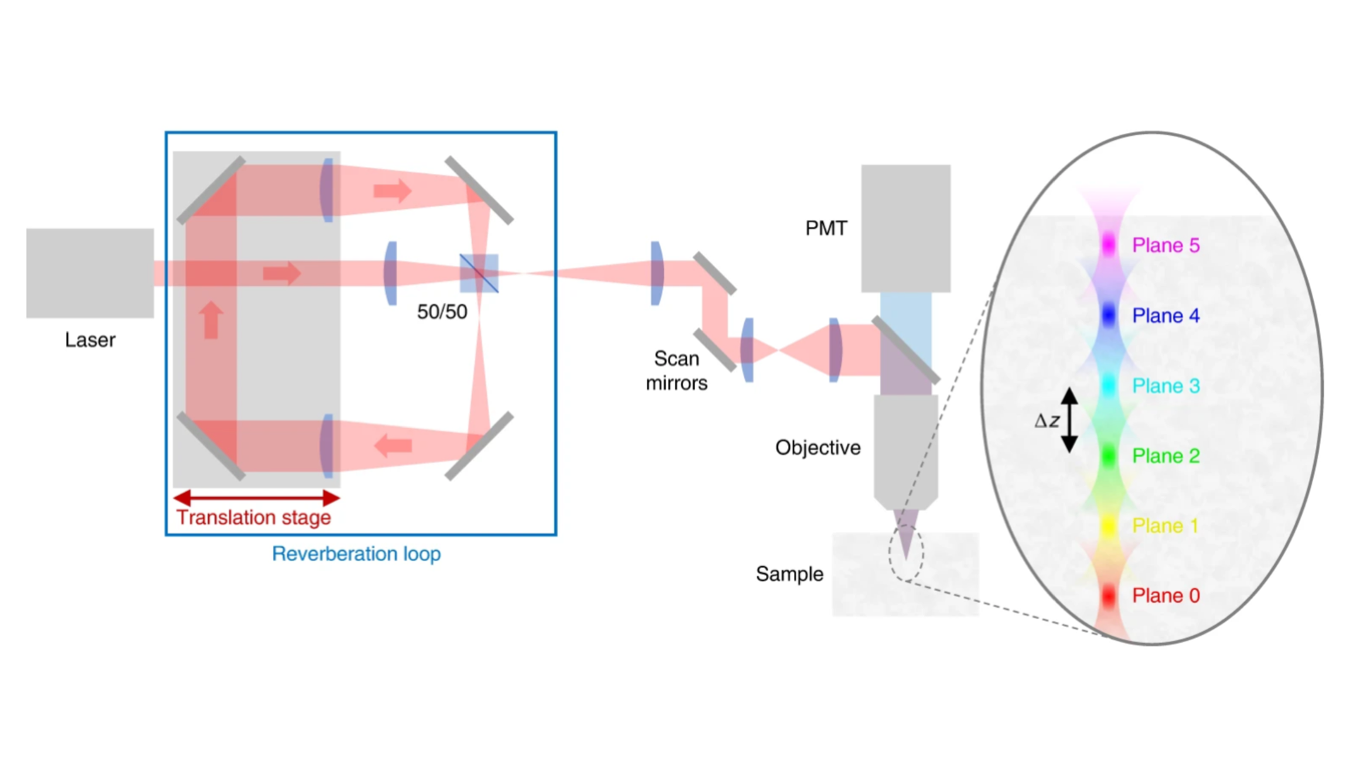 Laser
50/50
Translation stage
Reverberation loop
Scan
mirrors
PMT
Objective
Sample
Δz
Plane 5
Plane 4
Plane 3
Plane 2
Plane 1
Plane 0